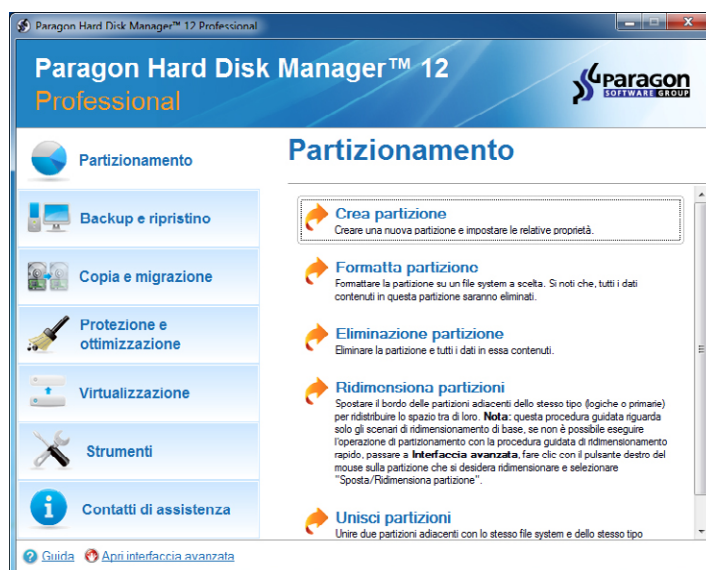 Paragon Hard Disk Manager™ 12 Professional
Paragon Hard Disk Manager™ 12
Professional
Paragon
SOFTWARE GROUP
Partizionamento
Backup e ripristino
Copia e migrazione
Protezione e
ottimizzazione
Virtualizzazione
Strumenti
Contatti di assistenza
Partizionamento
Crea partizione
Creare una nuova partizione e impostare le relative proprietà.
Formatta partizione
Formattare la partizione su un file system a scelta. Si noti che, tutti i dati
contenuti in questa partizione saranno eliminati.
Eliminazione partizione
Eliminare la partizione e tutti i dati in essa contenuti.
Ridimensiona partizioni
Spostare il bordo delle partizioni adiacenti dello stesso tipo (logiche o primarie)
per ridistribuire lo spazio tra di loro. Nota: questa procedura guidata riguarda
solo gli scenari di ridimensionamento di base, se non è possibile eseguire
l'operazione di partizionamento con la procedura guidata di ridimensionamento
rapido, passare a Interfaccia avanzata, fare clic con il pulsante destro del
mouse sulla partizione che si desidera ridimensionare e selezionare
"Sposta/Ridimensiona partizione".
Unisci partizioni
Unire due partizioni adiacenti con lo stesso file system e dello stesso tipo
Guida
Apri interfaccia avanzata